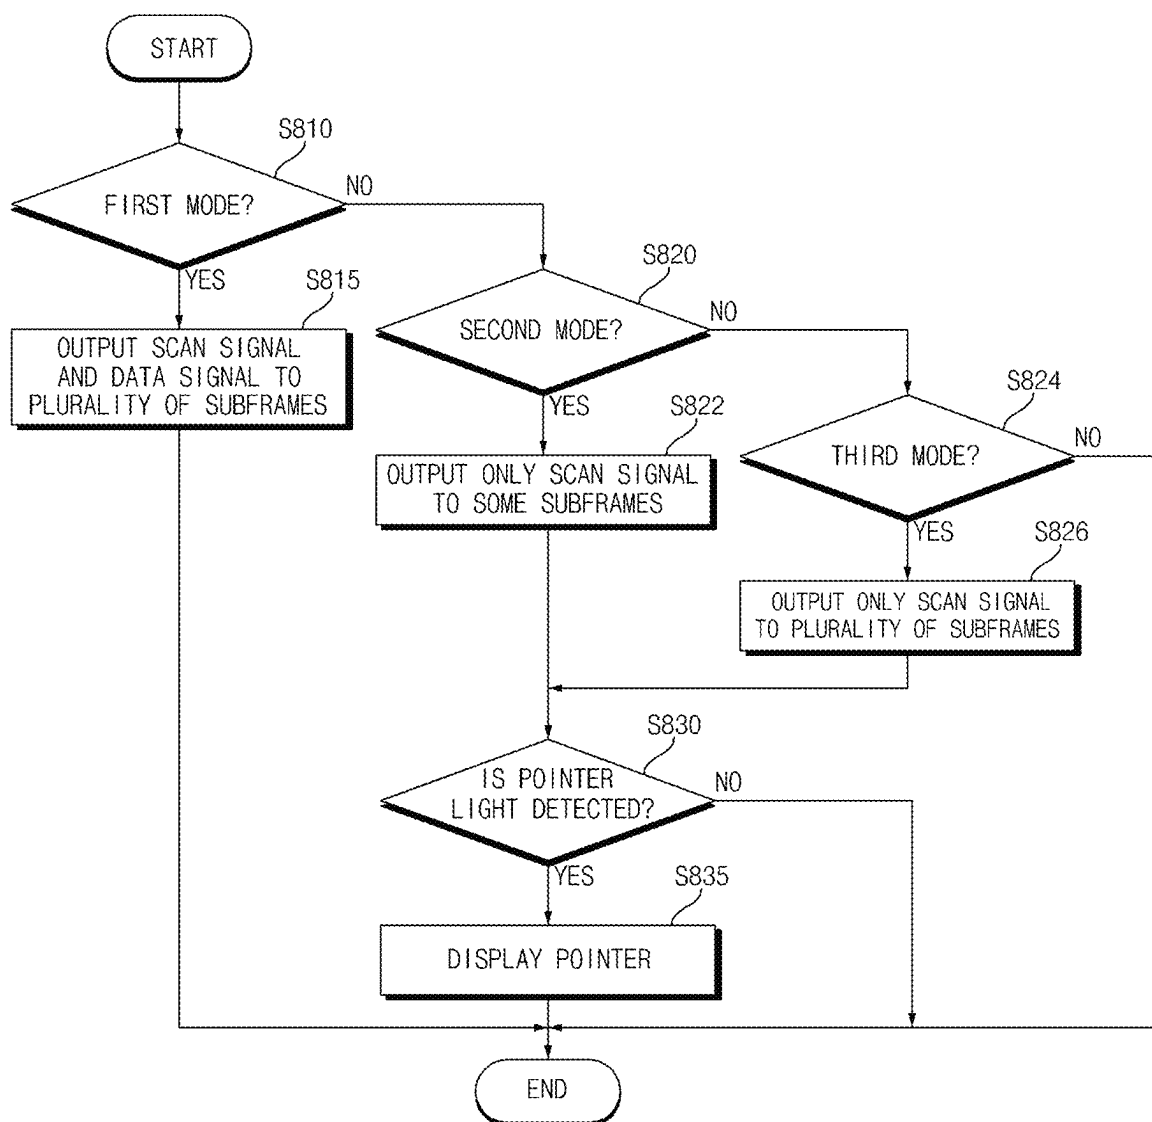 START
S810
FIRST MODE?
NO
YES
S815
OUTPUT SCAN SIGNAL
AND DATA SIGNAL TO
PLURALITY OF SUBFRAMES
S820
SECOND MODE?
NO
YES
S822
OUTPUT ONLY SCAN SIGNAL
TO SOME SUBFRAMES
S824
THIRD MODE?
NO
YES
S826
OUTPUT ONLY SCAN SIGNAL
TO PLURALITY OF SUBFRAMES
S830
IS POINTER
LIGHT DETECTED?
NO
YES
S835
DISPLAY POINTER
END